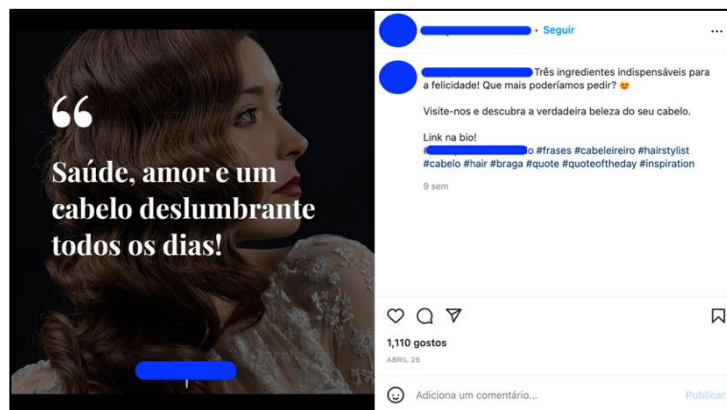 “
Saúde, amor e um
cabelo deslumbrante
todos os dias!
• Seguir
...
Três ingredientes indispensáveis para
a felicidade! Que mais poderíamos pedir? 😍
Visite-nos e descubra a verdadeira beleza do seu cabelo.
Link na bio!
#frases #cabeleireiro #hairstylist
#cabelo #hair #braga #quote #quoteoftheday #inspiration
9 sem
1,110 gostos
ABRIL 25
Adiciona um comentário...
Publicar